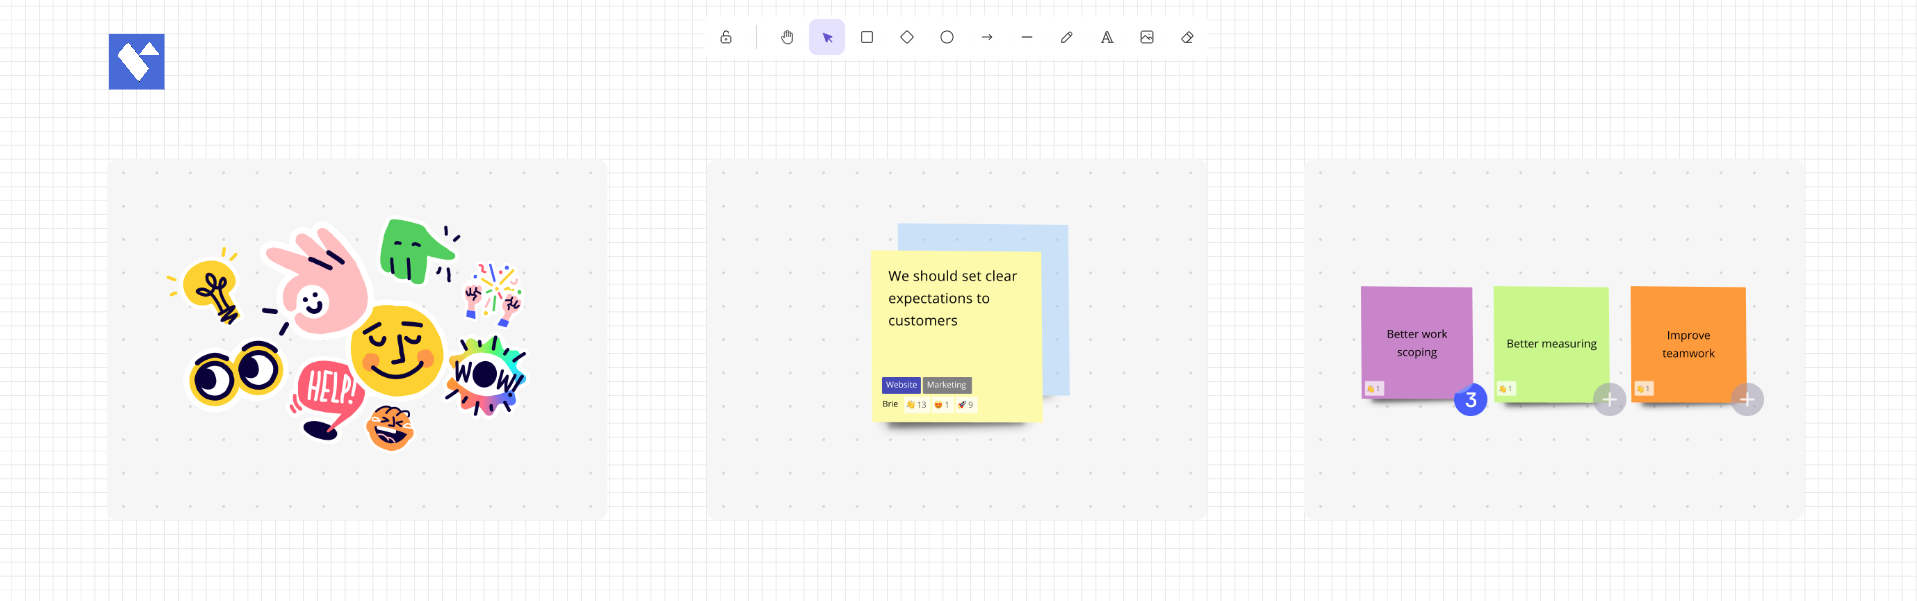 HELP!
WOW!
We should set clear
expectations to
customers
Website Marketing
Brie 13 1 9
Better work
scoping
1
3
Better measuring
1
Improve
teamwork
1